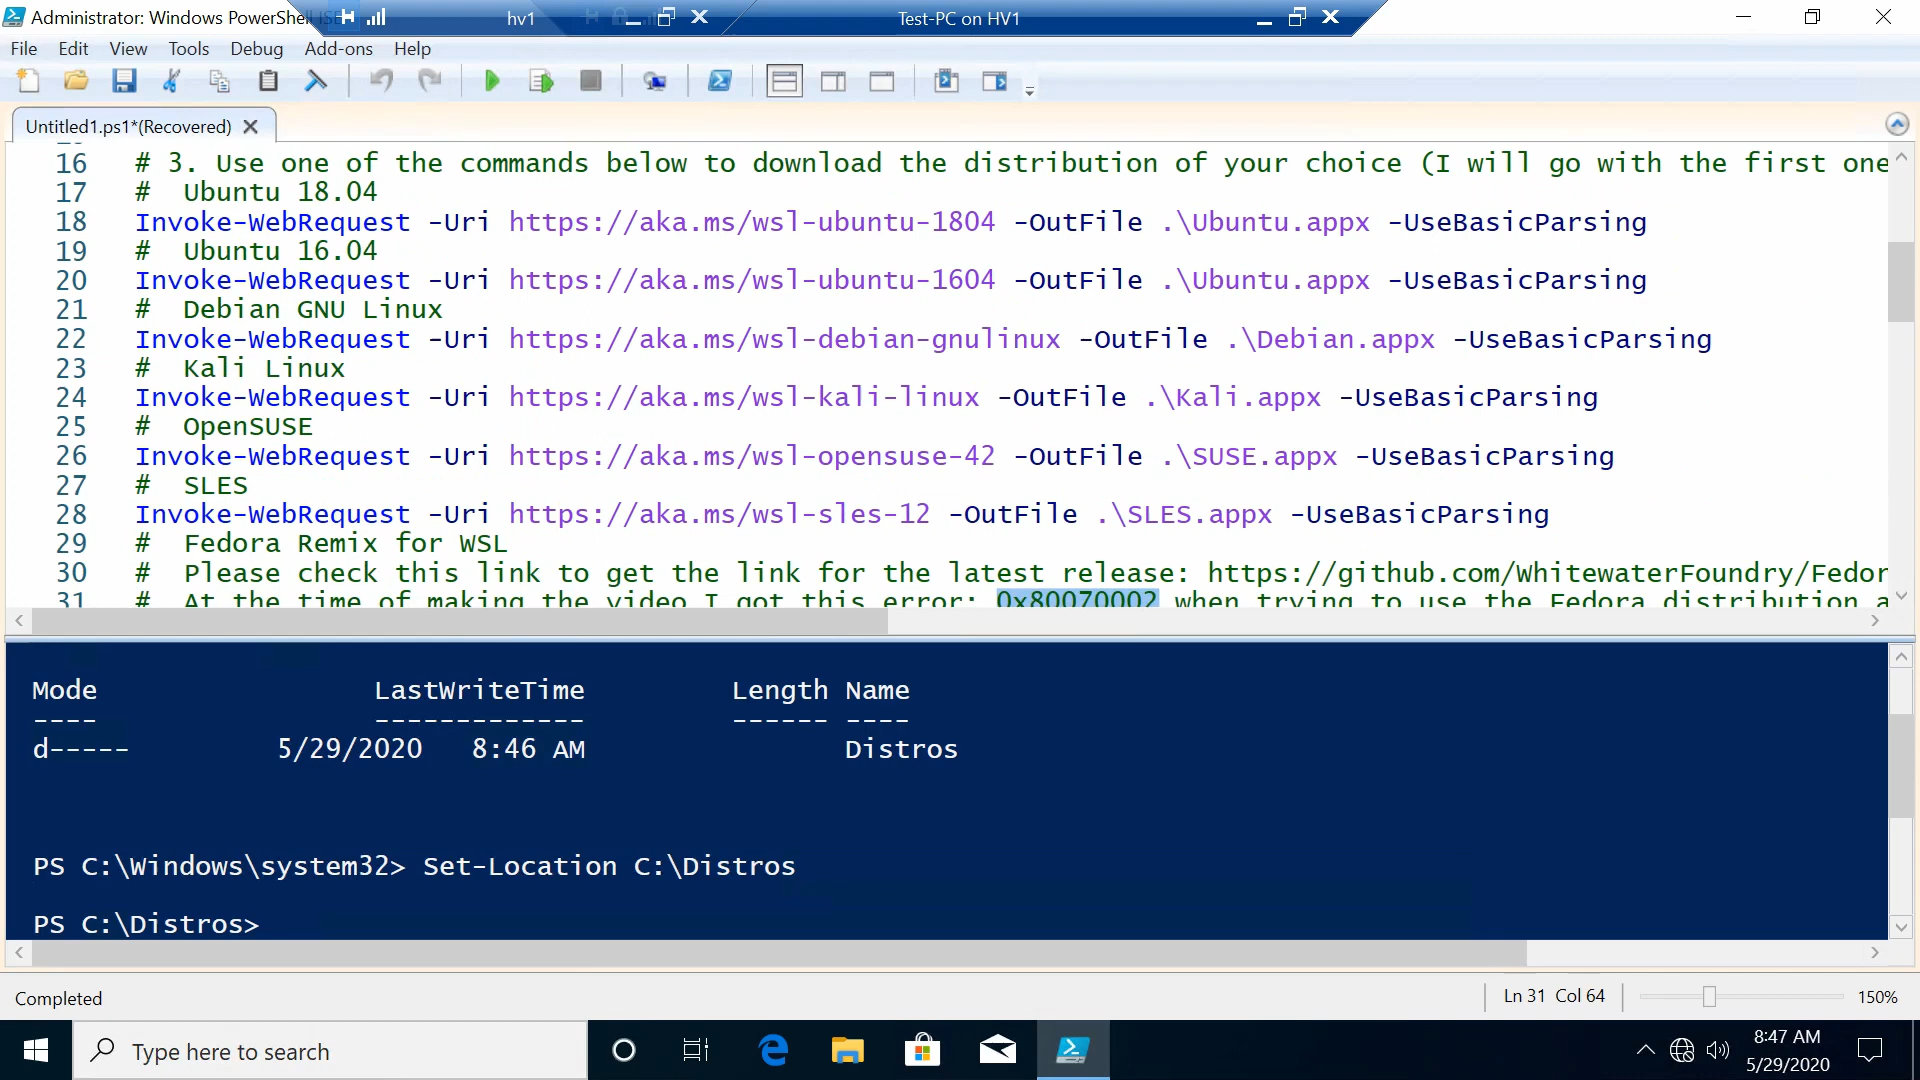 Administrator: Windows PowerShell ISE
hv1
Test-PC on HV1
File Edit View Tools Debug Add-ons Help
Untitled1.ps1*(Recovered)
16 # 3. Use one of the commands below to download the distribution of your choice (I will go with the first one
17 # Ubuntu 18.04
18 Invoke-WebRequest -Uri https://aka.ms/wsl-ubuntu-1804 -OutFile .\Ubuntu.appx -UseBasicParsing
19 # Ubuntu 16.04
20 Invoke-WebRequest -Uri https://aka.ms/wsl-ubuntu-1604 -OutFile .\Ubuntu.appx -UseBasicParsing
21 # Debian GNU Linux
22 Invoke-WebRequest -Uri https://aka.ms/wsl-debian-gnulinux -OutFile .\Debian.appx -UseBasicParsing
23 # Kali Linux
24 Invoke-WebRequest -Uri https://aka.ms/wsl-kali-linux -OutFile .\Kali.appx -UseBasicParsing
25 # OpenSUSE
26 Invoke-WebRequest -Uri https://aka.ms/wsl-opensuse-42 -OutFile .\SUSE.appx -UseBasicParsing
27 # SLES
28 Invoke-WebRequest -Uri https://aka.ms/wsl-sles-12 -OutFile .\SLES.appx -UseBasicParsing
29 # Fedora Remix for WSL
30 # Please check this link to get the link for the latest release: https://github.com/WhitewaterFoundry/Fedor
31 # At the time of making the video I got this error: 0x80070002 when trying to use the Fedora distribution a
Mode LastWriteTime Length Name
---- ------------- ------ ----
d----- 5/29/2020 8:46 AM Distros
PS C:\Windows\system32> Set-Location C:\Distros
PS C:\Distros>
Completed
Ln 31 Col 64
150%
Type here to search
8:47 AM
5/29/2020